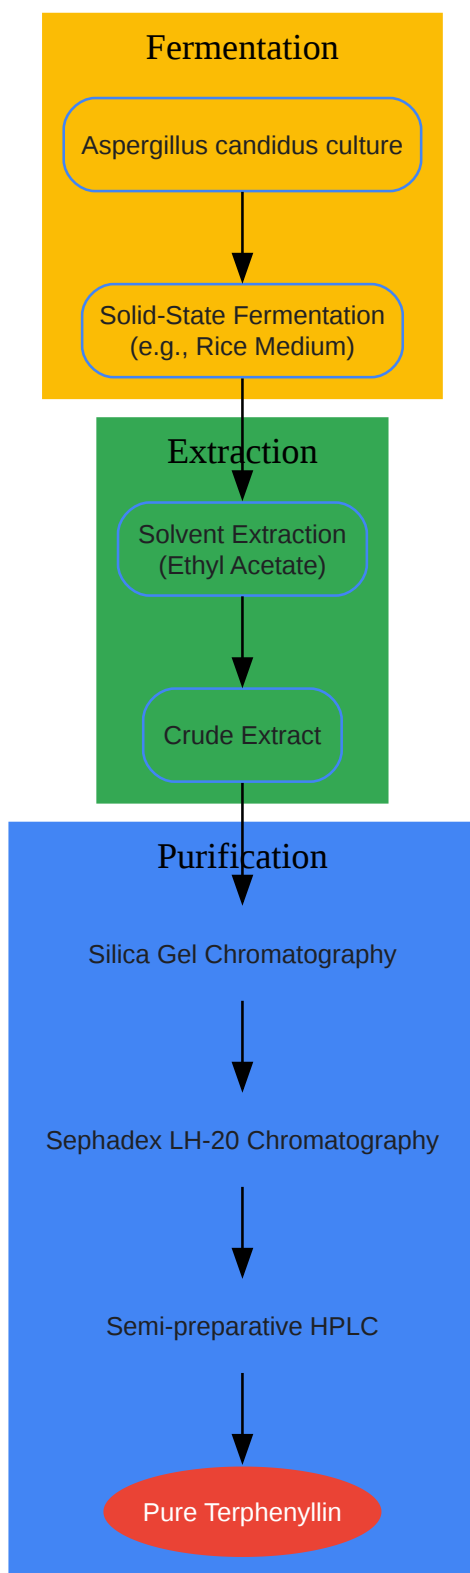 Fermentation
Aspergillus candidus culture
Solid-State Fermentation
(e.g., Rice Medium)
Extraction
Solvent Extraction
(Ethyl Acetate)
Crude Extract
Purification
Silica Gel Chromatography
Sephadex LH-20 Chromatography
Semi-preparative HPLC
Pure Terphenyllin